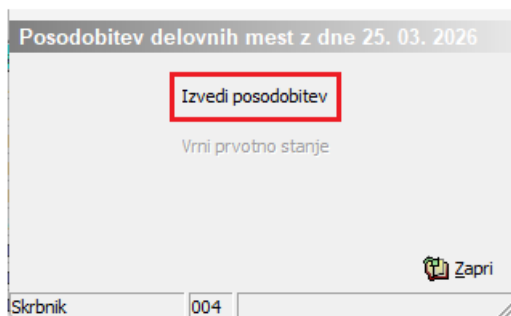 Posodobitev delovnih mest z dne 25. 03. 2026
Izvedi posodobitev
Vrni prvotno stanje
Zapri
Skrbnik 004